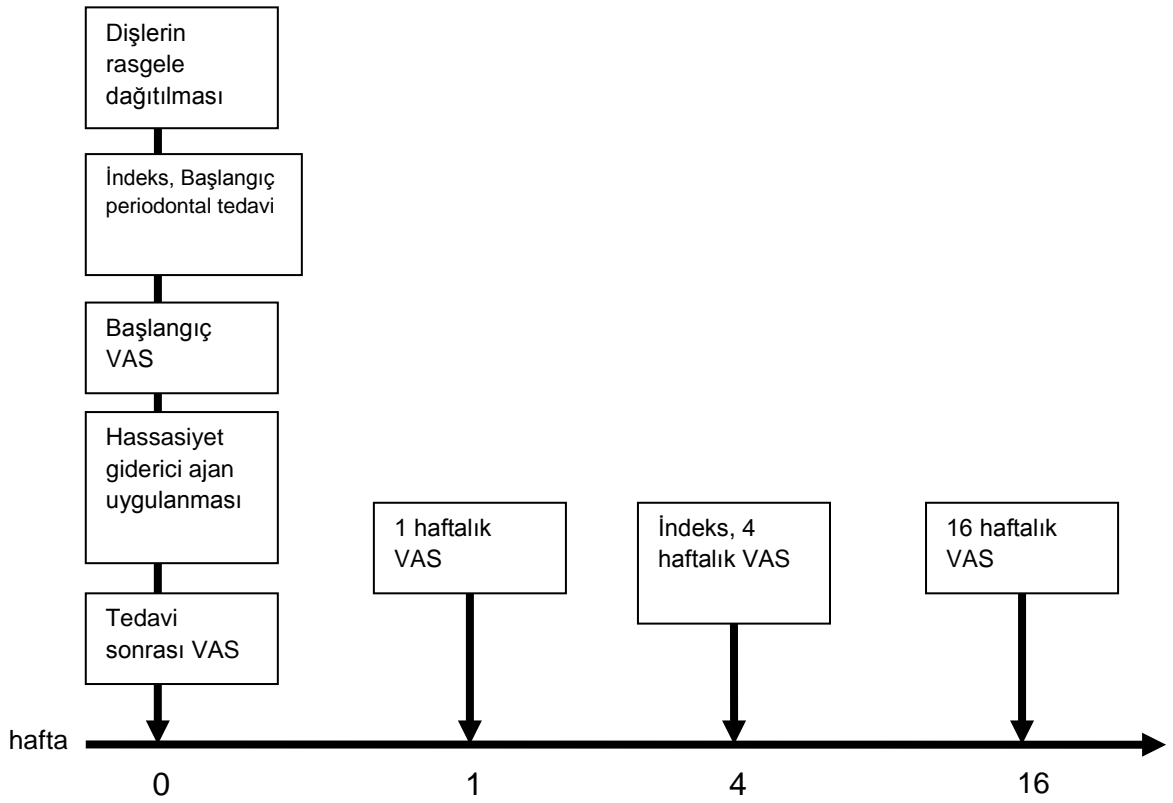 Dişlerin
rasgele
dağıtılması
İndeks, Başlangıç
periodontal tedavi
Başlangıç
VAS
Hassasiyet
giderici ajan
uygulanması
Tedavi
sonrası VAS
1 haftalık
VAS
İndeks, 4
haftalık VAS
16 haftalık
VAS
hafta
0
1
4
16